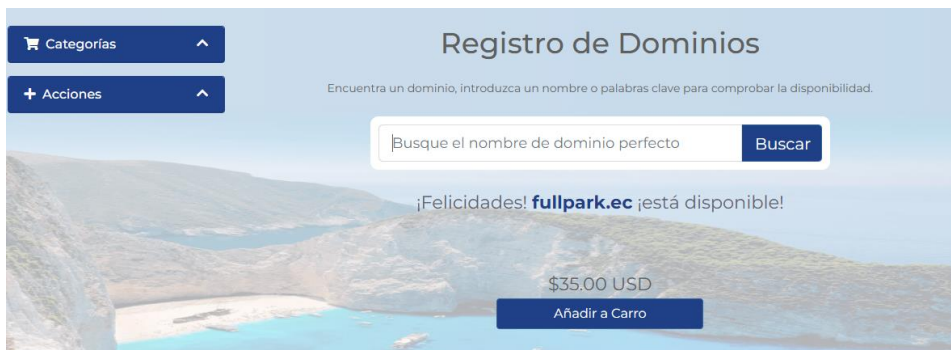 Categorías
Acciones
Registro de Dominios
Encuentra un dominio, introduzca un nombre o palabras clave para comprobar la disponibilidad.
Busque el nombre de dominio perfecto
Buscar
¡Felicidades! fullpark.ec ¡está disponible!
$35.00 USD
Añadir a Carro